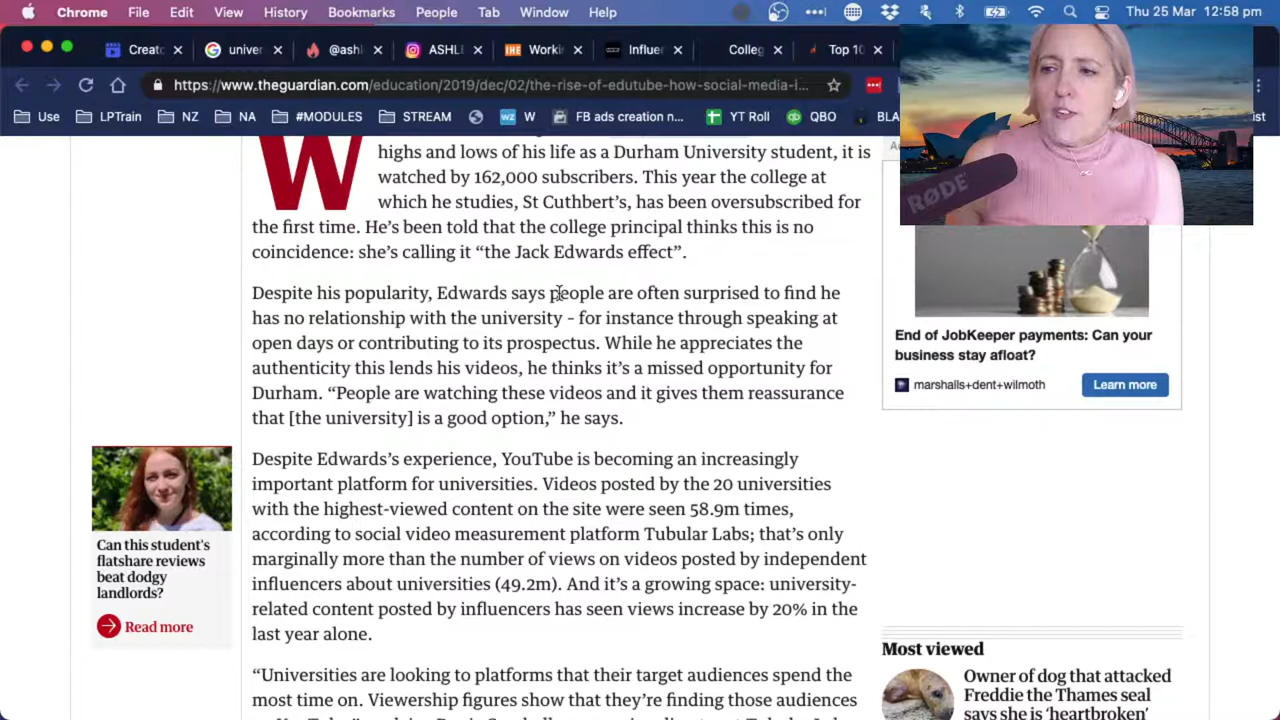 Chrome File Edit View History Bookmarks People Tab Window Help Thu 25 Mar 12:58 pm
Creato univer @ashl ASHLE Workin Influen Colleg Top 10
https://www.theguardian.com/education/2019/dec/02/the-rise-of-edutube-how-social-media-i...
Use LPTrain NZ NA #MODULES STREAM W FB ads creation n... YT Roll QBO BLA ist
W highs and lows of his life as a Durham University student, it is
watched by 162,000 subscribers. This year the college at
which he studies, St Cuthbert's, has been oversubscribed for
the first time. He's been told that the college principal thinks this is no
coincidence: she's calling it “the Jack Edwards effect”.
Despite his popularity, Edwards says people are often surprised to find he
has no relationship with the university – for instance through speaking at
open days or contributing to its prospectus. While he appreciates the
authenticity this lends his videos, he thinks it's a missed opportunity for
Durham. “People are watching these videos and it gives them reassurance
that [the university] is a good option,” he says.
Despite Edwards's experience, YouTube is becoming an increasingly
important platform for universities. Videos posted by the 20 universities
with the highest-viewed content on the site were seen 58.9m times,
according to social video measurement platform Tubular Labs; that's only
marginally more than the number of views on videos posted by independent
influencers about universities (49.2m). And it's a growing space: university-
related content posted by influencers has seen views increase by 20% in the
last year alone.
“Universities are looking to platforms that their target audiences spend the
most time on. Viewership figures show that they're finding those audiences
Can this student's
flatshare reviews
beat dodgy
landlords?
Read more
RØDE
End of JobKeeper payments: Can your
business stay afloat?
marshalls+dent+wilmoth Learn more
Most viewed
Owner of dog that attacked
Freddie the Thames seal
says she is ‘heartbroken’